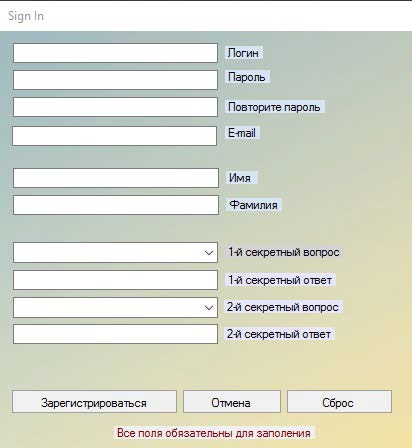 Sign In
Логин
Пароль
Повторите пароль
E-mail
Имя
Фамилия
1-й секретный вопрос
1-й секретный ответ
2-й секретный вопрос
2-й секретный ответ
Зарегистрироваться Отмена Сброс
Все поля обязательны для заполения